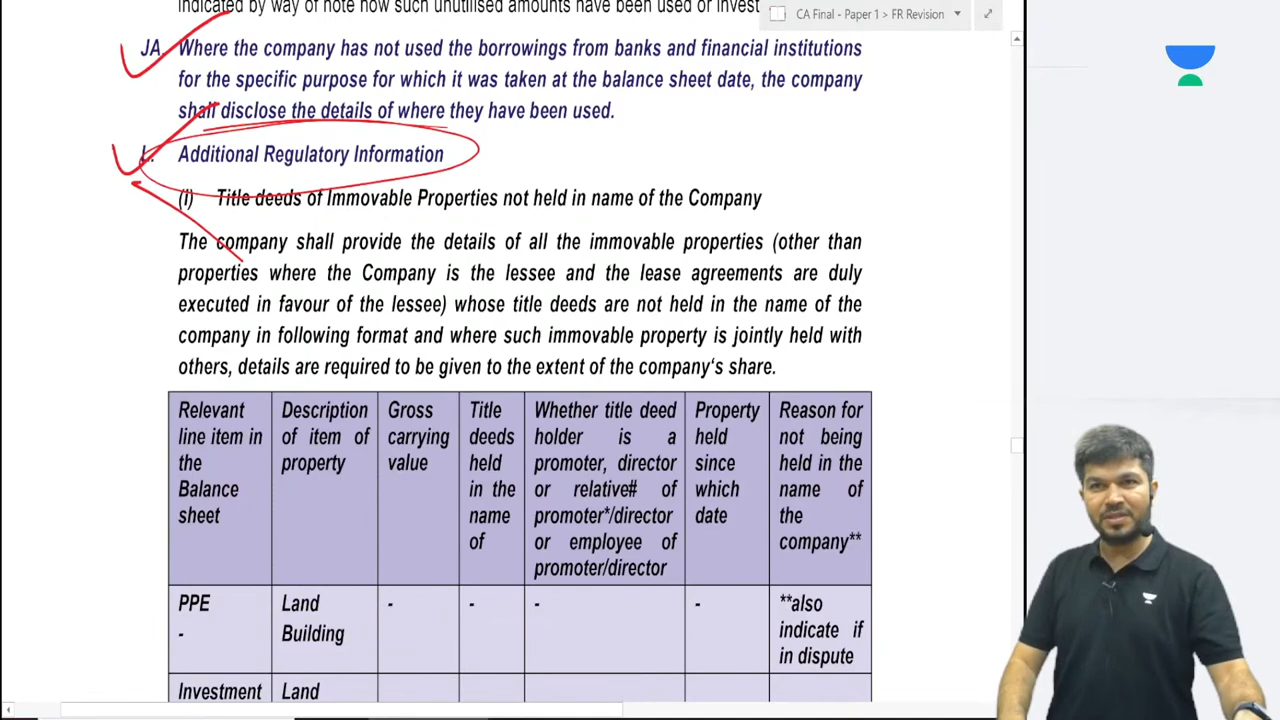 indicated by way of note how such unutilised amounts have been used or invest
CA Final - Paper 1 > FR Revision
JA. Where the company has not used the borrowings from banks and financial institutions
for the specific purpose for which it was taken at the balance sheet date, the company
shall disclose the details of where they have been used.
L. Additional Regulatory Information
(i) Title deeds of Immovable Properties not held in name of the Company
The company shall provide the details of all the immovable properties (other than
properties where the Company is the lessee and the lease agreements are duly
executed in favour of the lessee) whose title deeds are not held in the name of the
company in following format and where such immovable property is jointly held with
others, details are required to be given to the extent of the company‘s share.
Relevant
line item in
the
Balance
sheet
Description
of item of
property
Gross
carrying
value
Title
deeds
held
in the
name
of
Whether title deed
holder is a
promoter, director
or relative# of
promoter*/director
or employee of
promoter/director
Property
held
since
which
date
Reason for
not being
held in the
name of
the
company**
PPE
-
Land
Building
-
-
-
-
**also
indicate if
in dispute
Investment
Land